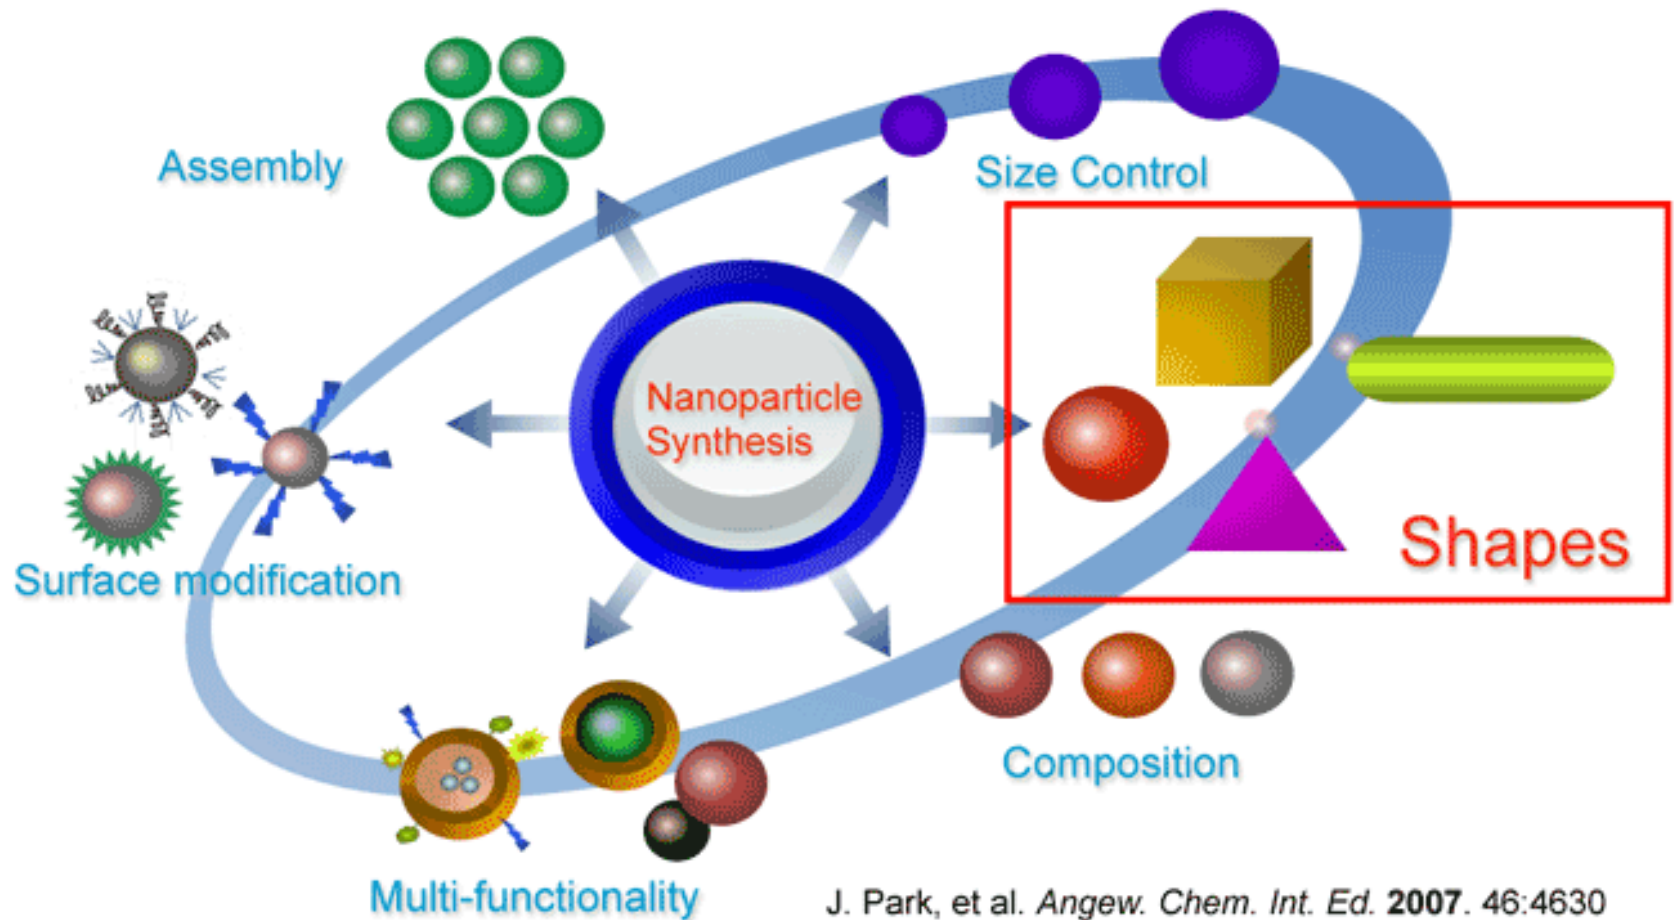 Assembly
Size Control
Nanoparticle
Synthesis
Shapes
Surface modification
Composition
Multi-functionality
J. Park, et al. Angew. Chem. Int. Ed. 2007. 46:4630